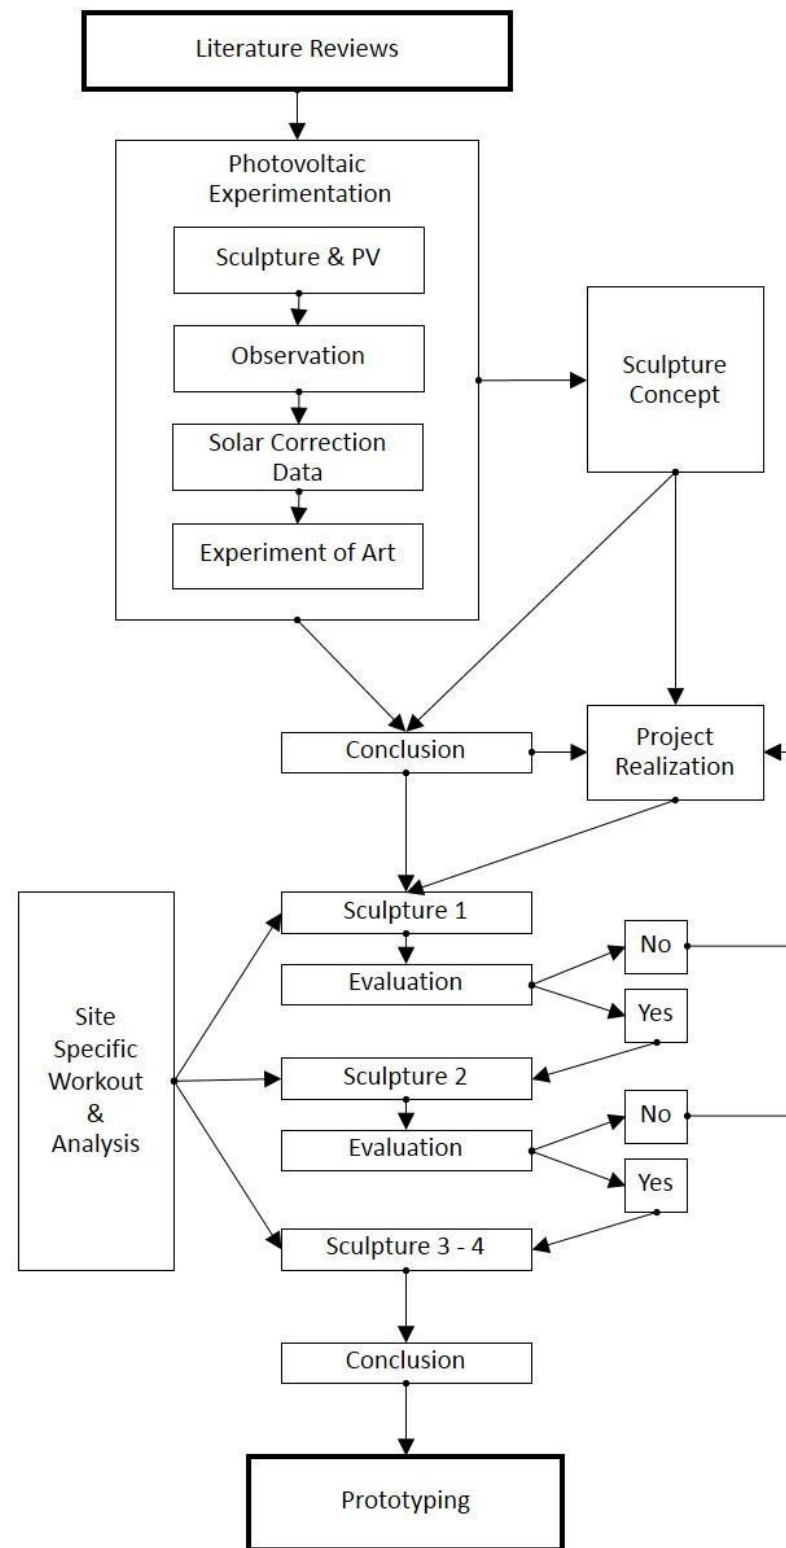 Literature Reviews
Photovoltaic
Experimentation
Sculpture & PV
Observation
Solar Correction
Data
Experiment of Art
Sculpture
Concept
Conclusion
Project
Realization
Site
Specific
Workout
&
Analysis
Sculpture 1
Evaluation
No
Yes
Sculpture 2
Evaluation
No
Yes
Sculpture 3 - 4
Conclusion
Prototyping